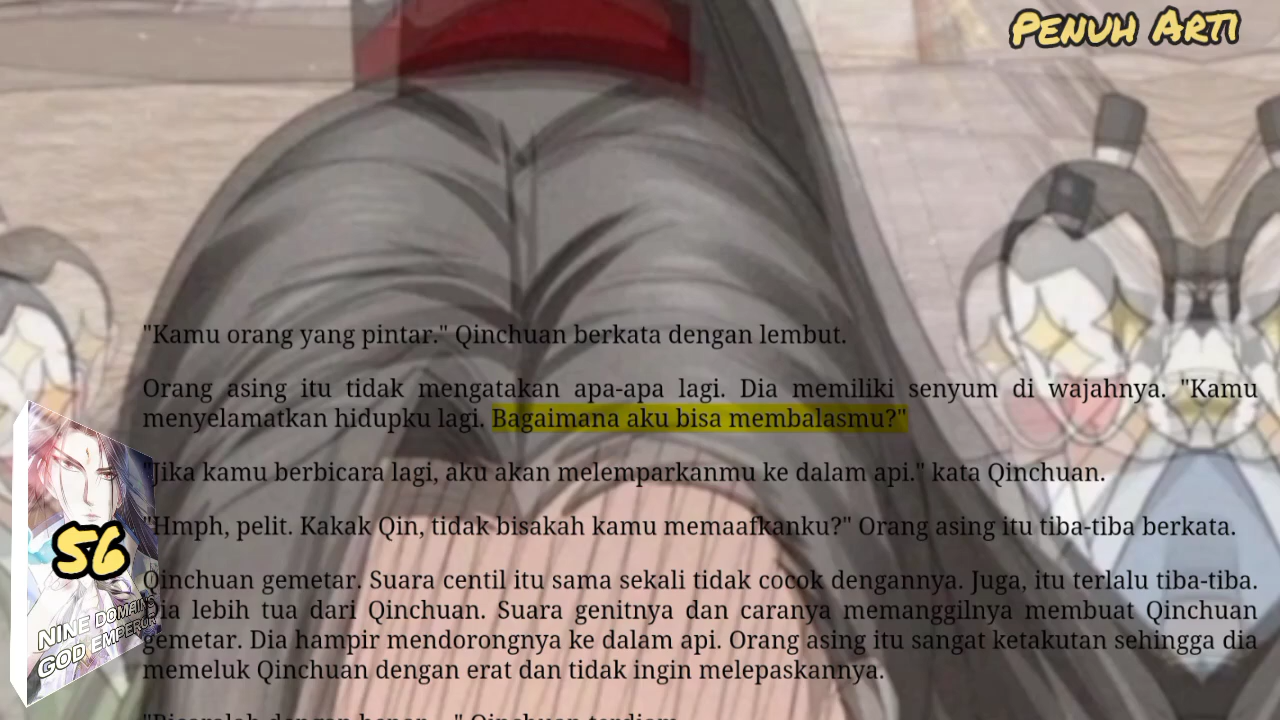 Penuh Arti
"Kamu orang yang pintar." Qinchuan berkata dengan lembut.
Orang asing itu tidak mengatakan apa-apa lagi. Dia memiliki senyum di wajahnya. "Kamu
menyelamatkan hidupku lagi. Bagaimana aku bisa membalasmu?"
"Jika kamu berbicara lagi, aku akan melemparkanmu ke dalam api." kata Qinchuan.
"Hmph, pelit. Kakak Qin, tidak bisakah kamu memaafkanku?" Orang asing itu tiba-tiba berkata.
Qinchuan gemetar. Suara centil itu sama sekali tidak cocok dengannya. Juga, itu terlalu tiba-tiba.
Dia lebih tua dari Qinchuan. Suara genitnya dan caranya memanggilnya membuat Qinchuan
gemetar. Dia hampir mendorongnya ke dalam api. Orang asing itu sangat ketakutan sehingga dia
memeluk Qinchuan dengan erat dan tidak ingin melepaskannya.
56
NINE DOMAINS
GOD EMPEROR